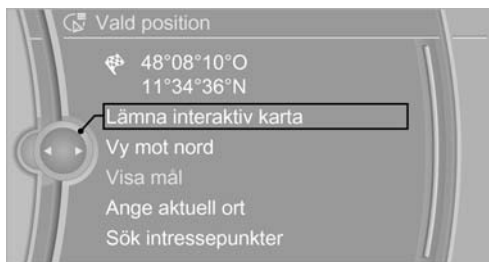 Vald position
48°08'10"O
11°34'36"N
Lämna interaktiv karta
Vy mot nord
Visa mål
Ange aktuell ort
Sök intressepunkter